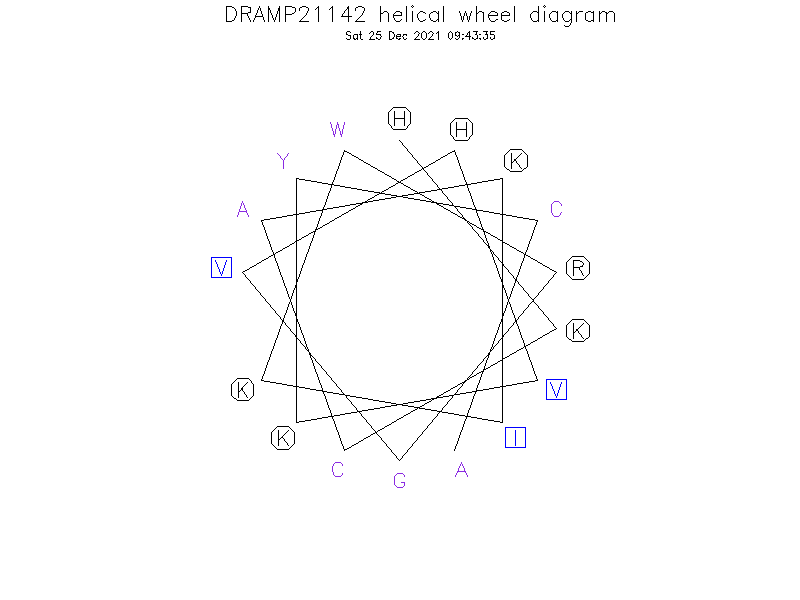 DRAMP21142 helical wheel diagram
Sat 25 Dec 2021 09:43:35
H
W H
Y K
A C
V R
K
K V
K I
C A
G